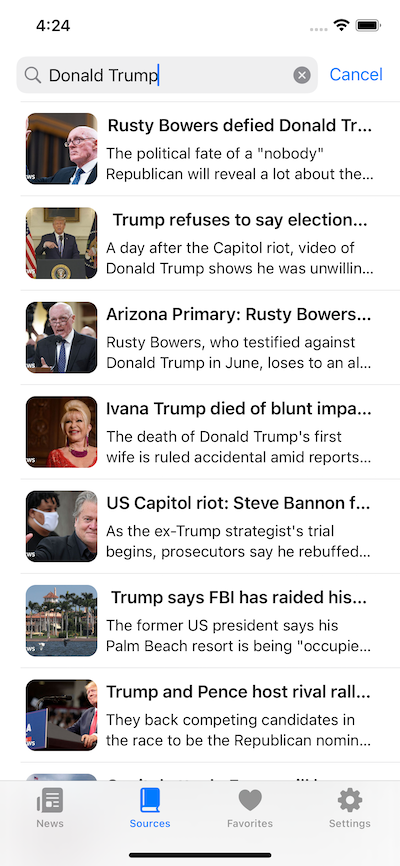 4:24
Donald Trump
Cancel
Rusty Bowers defied Donald Tr...
The political fate of a "nobody"
Republican will reveal a lot about the...
Trump refuses to say election...
A day after the Capitol riot, video of
Donald Trump shows he was unwillin...
Arizona Primary: Rusty Bowers...
Rusty Bowers, who testified against
Donald Trump in June, loses to an al...
Ivana Trump died of blunt impa...
The death of Donald Trump's first
wife is ruled accidental amid reports...
US Capitol riot: Steve Bannon f...
As the ex-Trump strategist's trial
begins, prosecutors say he rebuffed...
Trump says FBI has raided his...
The former US president says his
Palm Beach resort is being "occupie...
Trump and Pence host rival rall...
They back competing candidates in
the race to be the Republican nomin...
News
Sources
Favorites
Settings